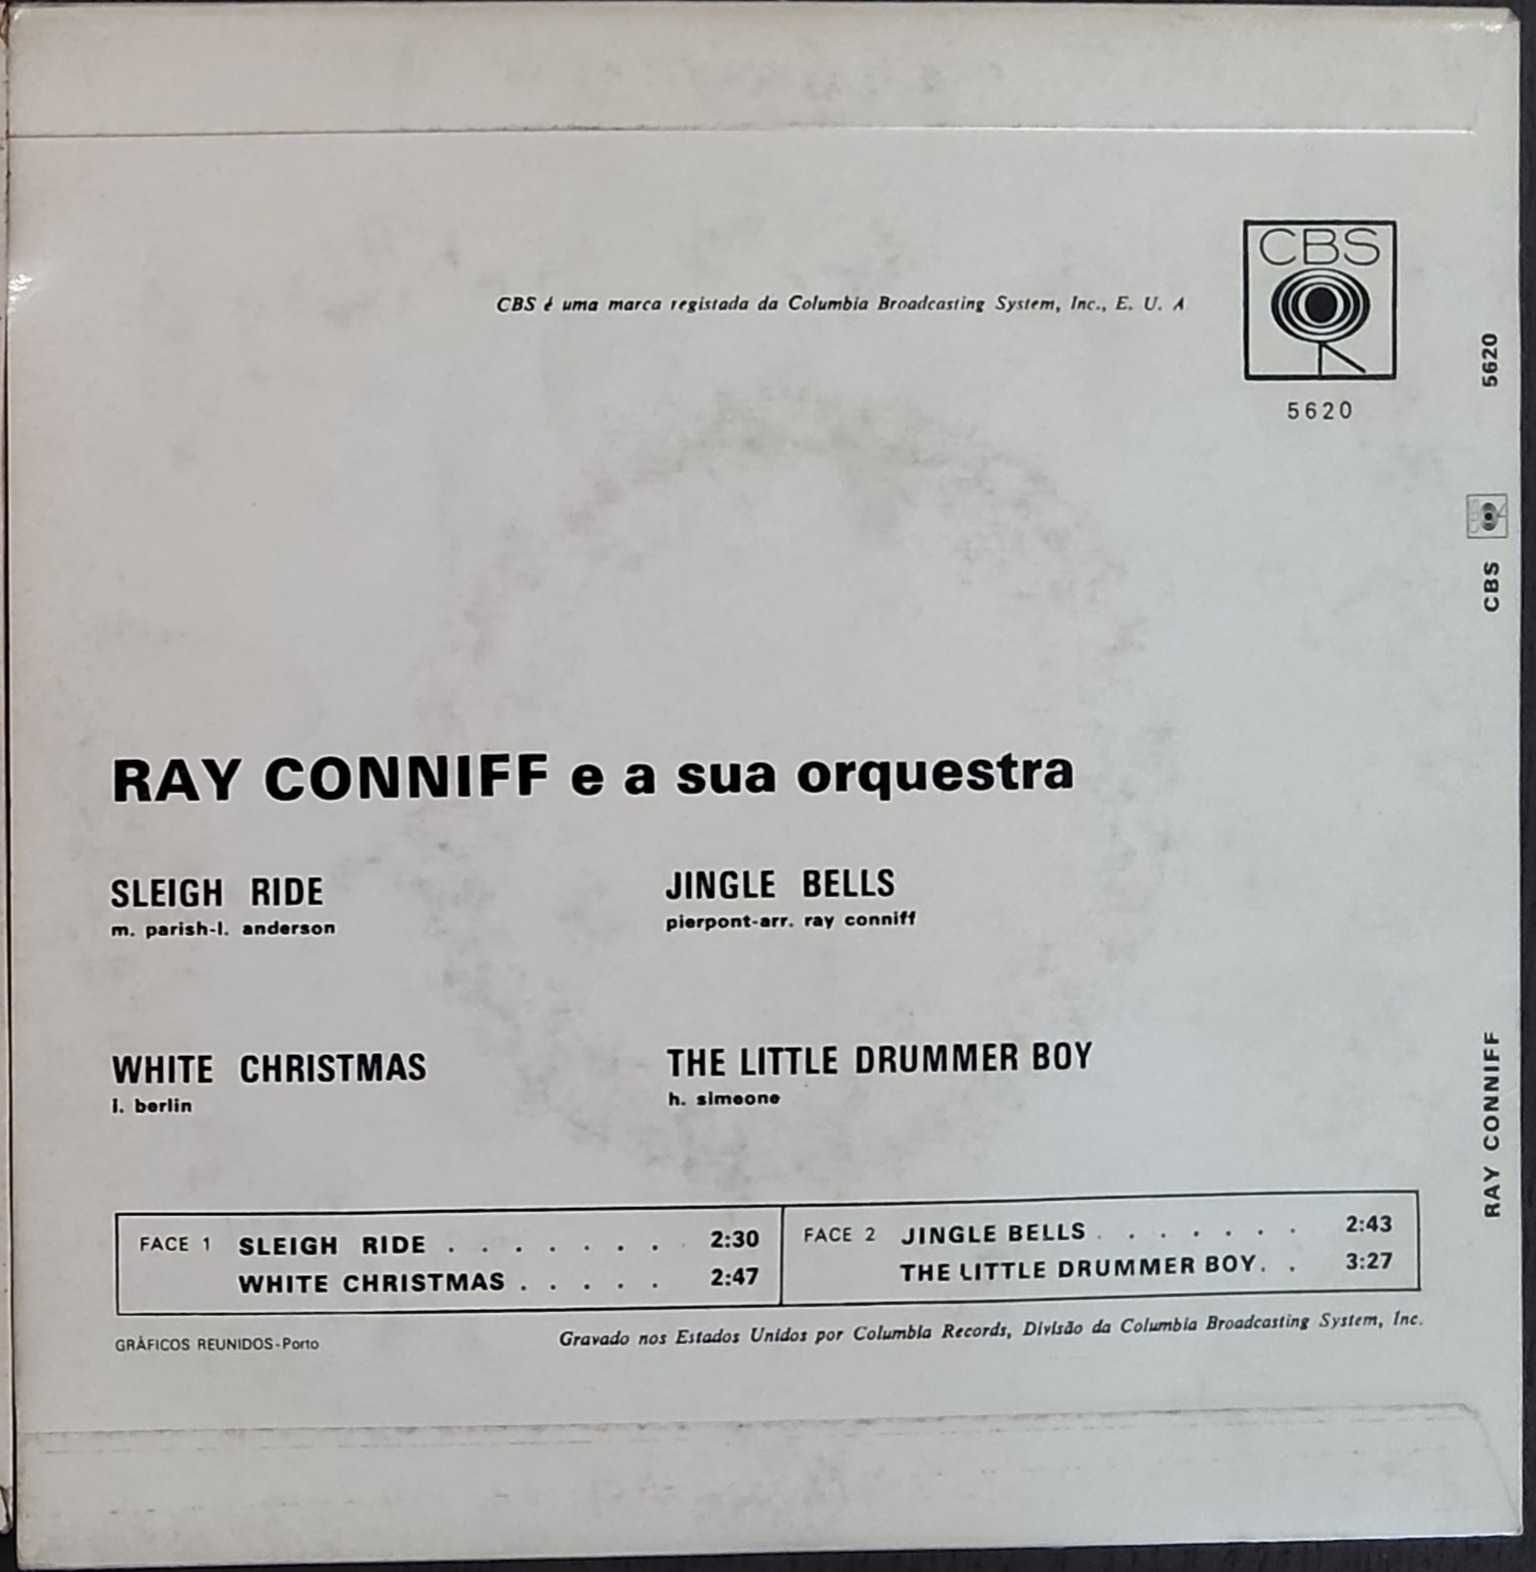 CBS
CBS é uma marca registada da Columbia Broadcasting System, Inc., E. U. A
5620
RAY CONNIFF e a sua orquestra
SLEIGH RIDE
m. parish-l. anderson
JINGLE BELLS
pierpont-arr. ray conniff
WHITE CHRISTMAS
i. berlin
THE LITTLE DRUMMER BOY
h. simeone
FACE 1 SLEIGH RIDE . . . . . . . . 2:30
WHITE CHRISTMAS . . . . . 2:47
FACE 2 JINGLE BELLS . . . . . . . 2:43
THE LITTLE DRUMMER BOY. . 3:27
GRÁFICOS REUNIDOS-Porto
Gravado nos Estados Unidos por Columbia Records, Divisão da Columbia Broadcasting System, Inc.
RAY CONNIFF
CBS
CBS
5620